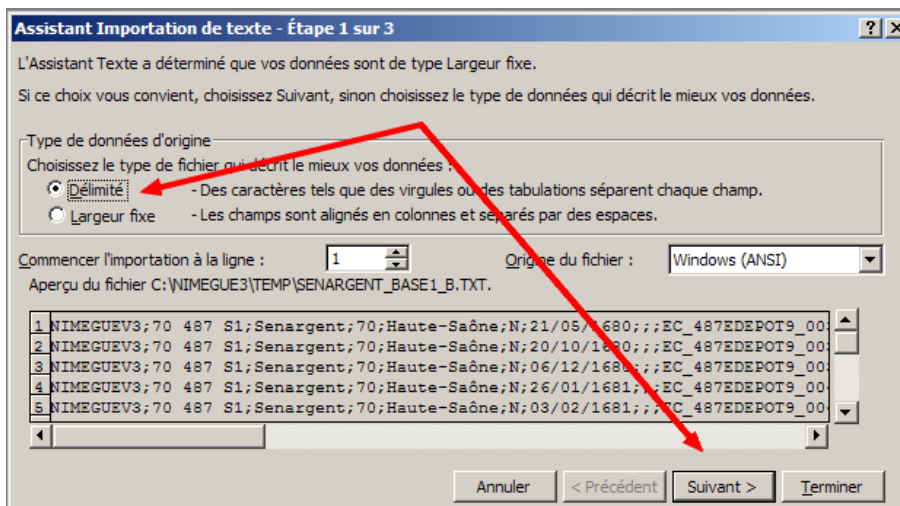 Assistant Importation de texte - Étape 1 sur 3
L'Assistant Texte a déterminé que vos données sont de type Largeur fixe.
Si ce choix vous convient, choisissez Suivant, sinon choisissez le type de données qui décrit le mieux vos données.
Type de données d'origine
Choisissez le type de fichier qui décrit le mieux vos données :
Délimité - Des caractères tels que des virgules ou des tabulations séparent chaque champ.
Largeur fixe - Les champs sont alignés en colonnes et séparés par des espaces.
Commencer l'importation à la ligne : 1 Origine du fichier : Windows (ANSI)
Aperçu du fichier C:\NIMEGUE3\TEMP\SENARGENT_BASE1_B.TXT.
1 NIMEGUEV3;70 487 S1;Senargent;70;Haute-Saône;N;21/05/1680;;;EC_487EDEPOT9_00
2 NIMEGUEV3;70 487 S1;Senargent;70;Haute-Saône;N;20/10/1680;;;EC_487EDEPOT9_00
3 NIMEGUEV3;70 487 S1;Senargent;70;Haute-Saône;N;06/12/1680;;;EC_487EDEPOT9_00
4 NIMEGUEV3;70 487 S1;Senargent;70;Haute-Saône;N;26/01/1681;;;EC_487EDEPOT9_00
5 NIMEGUEV3;70 487 S1;Senargent;70;Haute-Saône;N;03/02/1681;;;EC_487EDEPOT9_00
Annuler < Précédent Suivant > Terminer